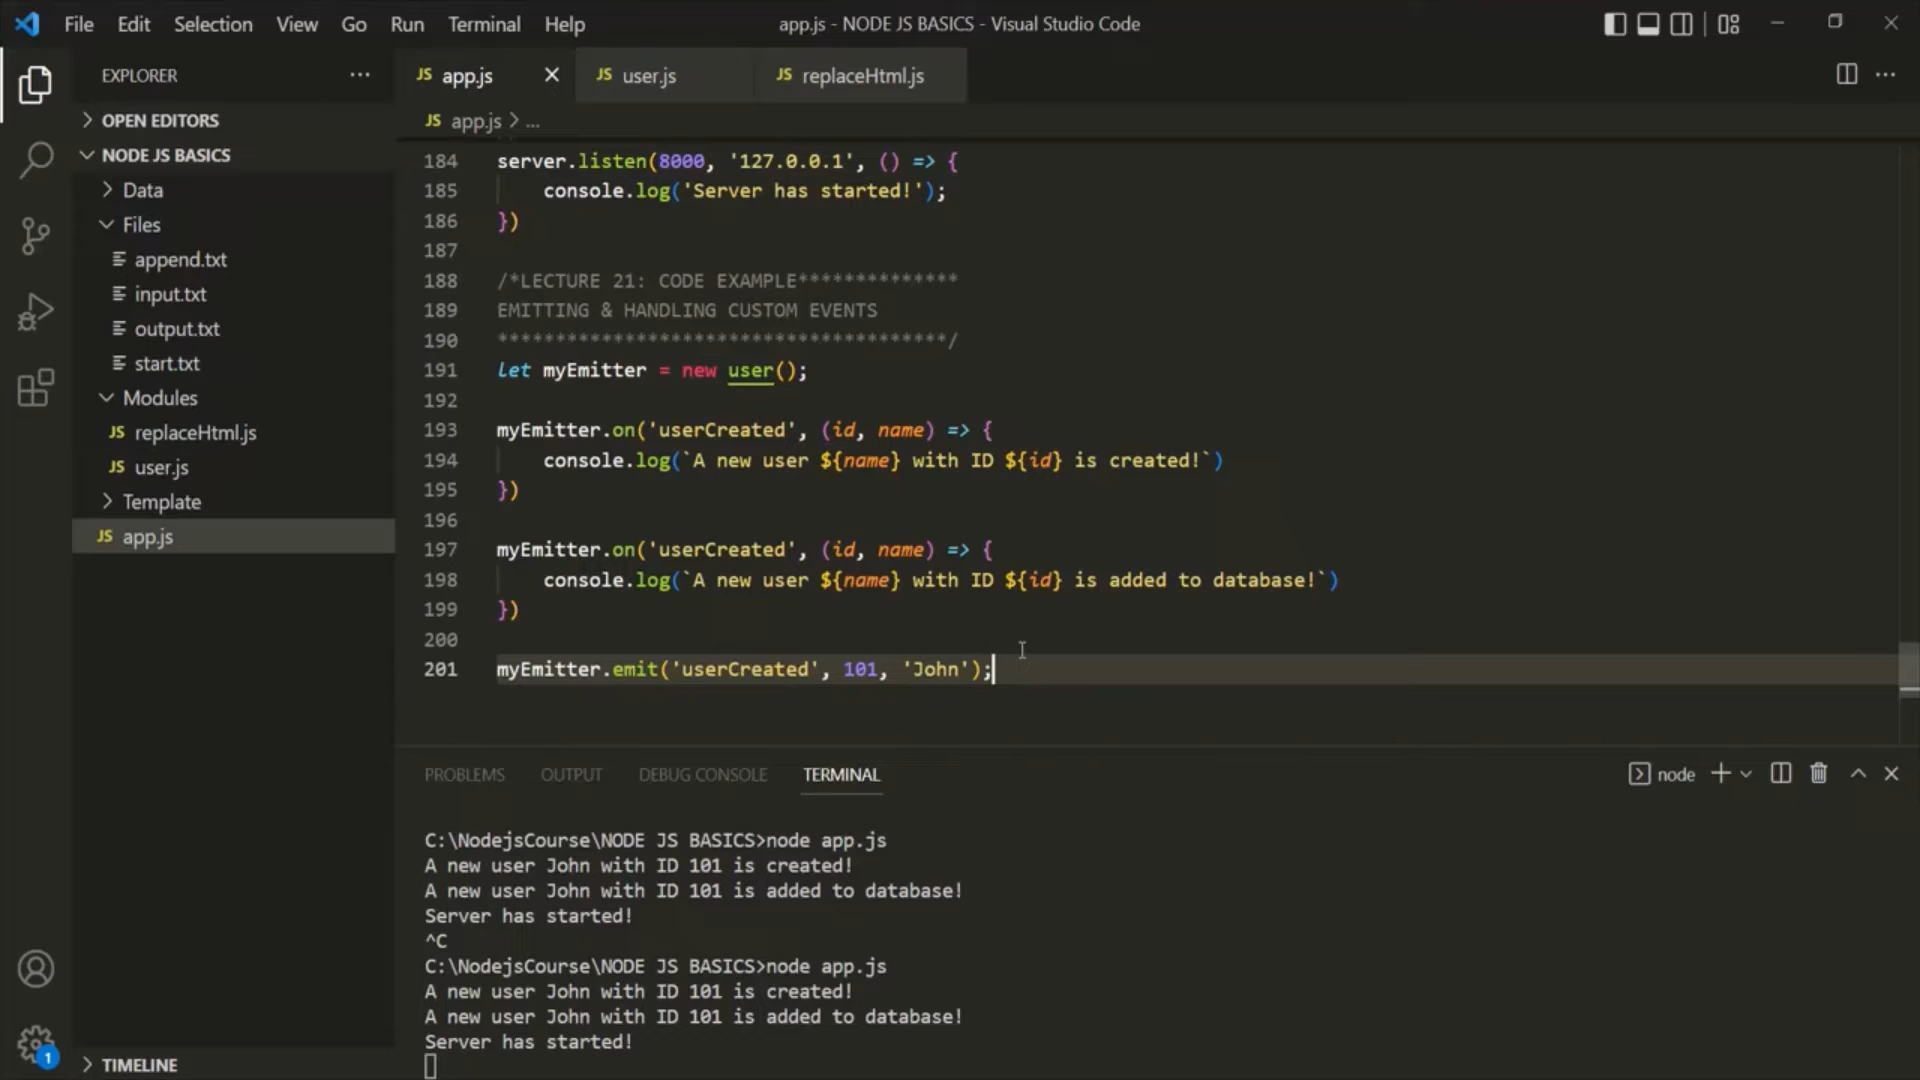 File Edit Selection View Go Run Terminal Help
app.js - NODE JS BASICS - Visual Studio Code
EXPLORER
JS app.js
JS user.js
JS replaceHtml.js
OPEN EDITORS
NODE JS BASICS
Data
Files
append.txt
input.txt
output.txt
start.txt
Modules
JS replaceHtml.js
JS user.js
Template
JS app.js
TIMELINE
1
JS app.js > ...
184 server.listen(8000, '127.0.0.1', () => {
185 console.log('Server has started!');
186 })
187
188 /*LECTURE 21: CODE EXAMPLE**************
189 EMITTING & HANDLING CUSTOM EVENTS
190 ***************************************/
191 let myEmitter = new user();
192
193 myEmitter.on('userCreated', (id, name) => {
194 console.log(`A new user ${name} with ID ${id} is created!`)
195 })
196
197 myEmitter.on('userCreated', (id, name) => {
198 console.log(`A new user ${name} with ID ${id} is added to database!`)
199 })
200
201 myEmitter.emit('userCreated', 101, 'John');
PROBLEMS OUTPUT DEBUG CONSOLE TERMINAL
node
C:\NodejsCourse\NODE JS BASICS>node app.js
A new user John with ID 101 is created!
A new user John with ID 101 is added to database!
Server has started!
^C
C:\NodejsCourse\NODE JS BASICS>node app.js
A new user John with ID 101 is created!
A new user John with ID 101 is added to database!
Server has started!